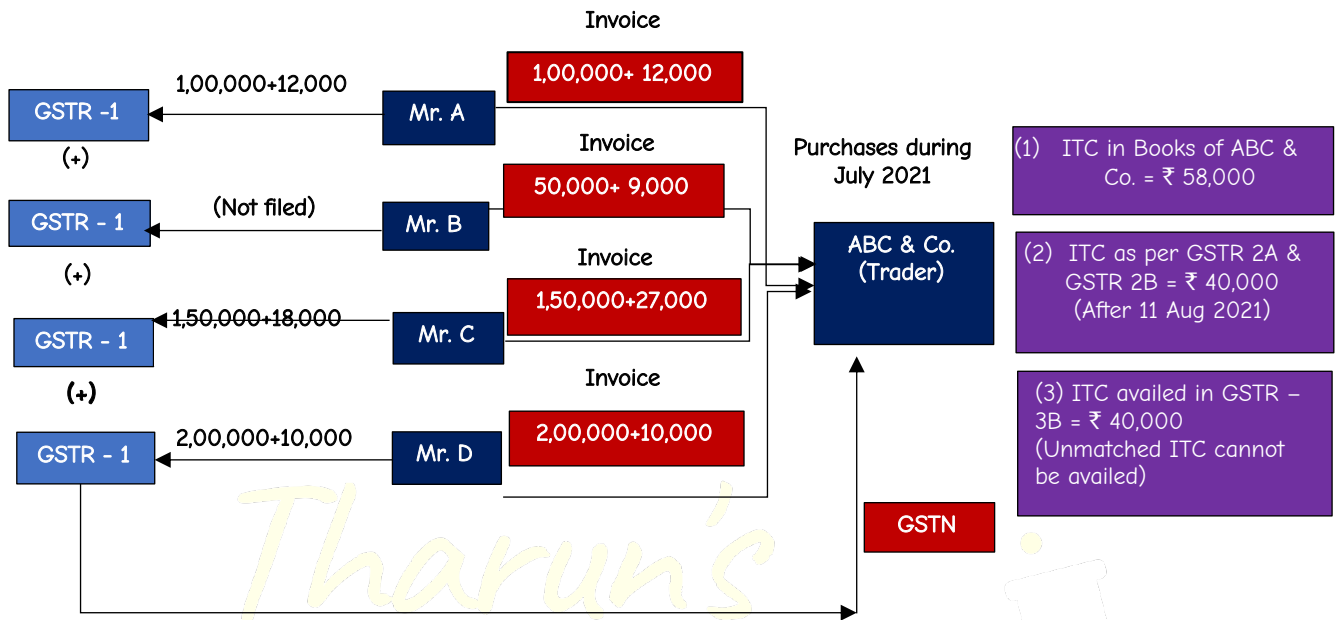 Invoice
1,00,000+12,000
1,00,000+ 12,000
GSTR -1
Mr. A
(+)
Invoice
Purchases during
July 2021
(1) ITC in Books of ABC &
Co. = ₹ 58,000
50,000+ 9,000
GSTR - 1
(Not filed)
Mr. B
ABC & Co.
(Trader)
(2) ITC as per GSTR 2A &
GSTR 2B = ₹ 40,000
(After 11 Aug 2021)
(+)
Invoice
1,50,000+27,000
1,50,000+18,000
GSTR - 1
Mr. C
(+)
Invoice
(3) ITC availed in GSTR –
3B = ₹ 40,000
(Unmatched ITC cannot
be availed)
2,00,000+10,000
2,00,000+10,000
GSTR - 1
Mr. D
GSTN
Tharun's